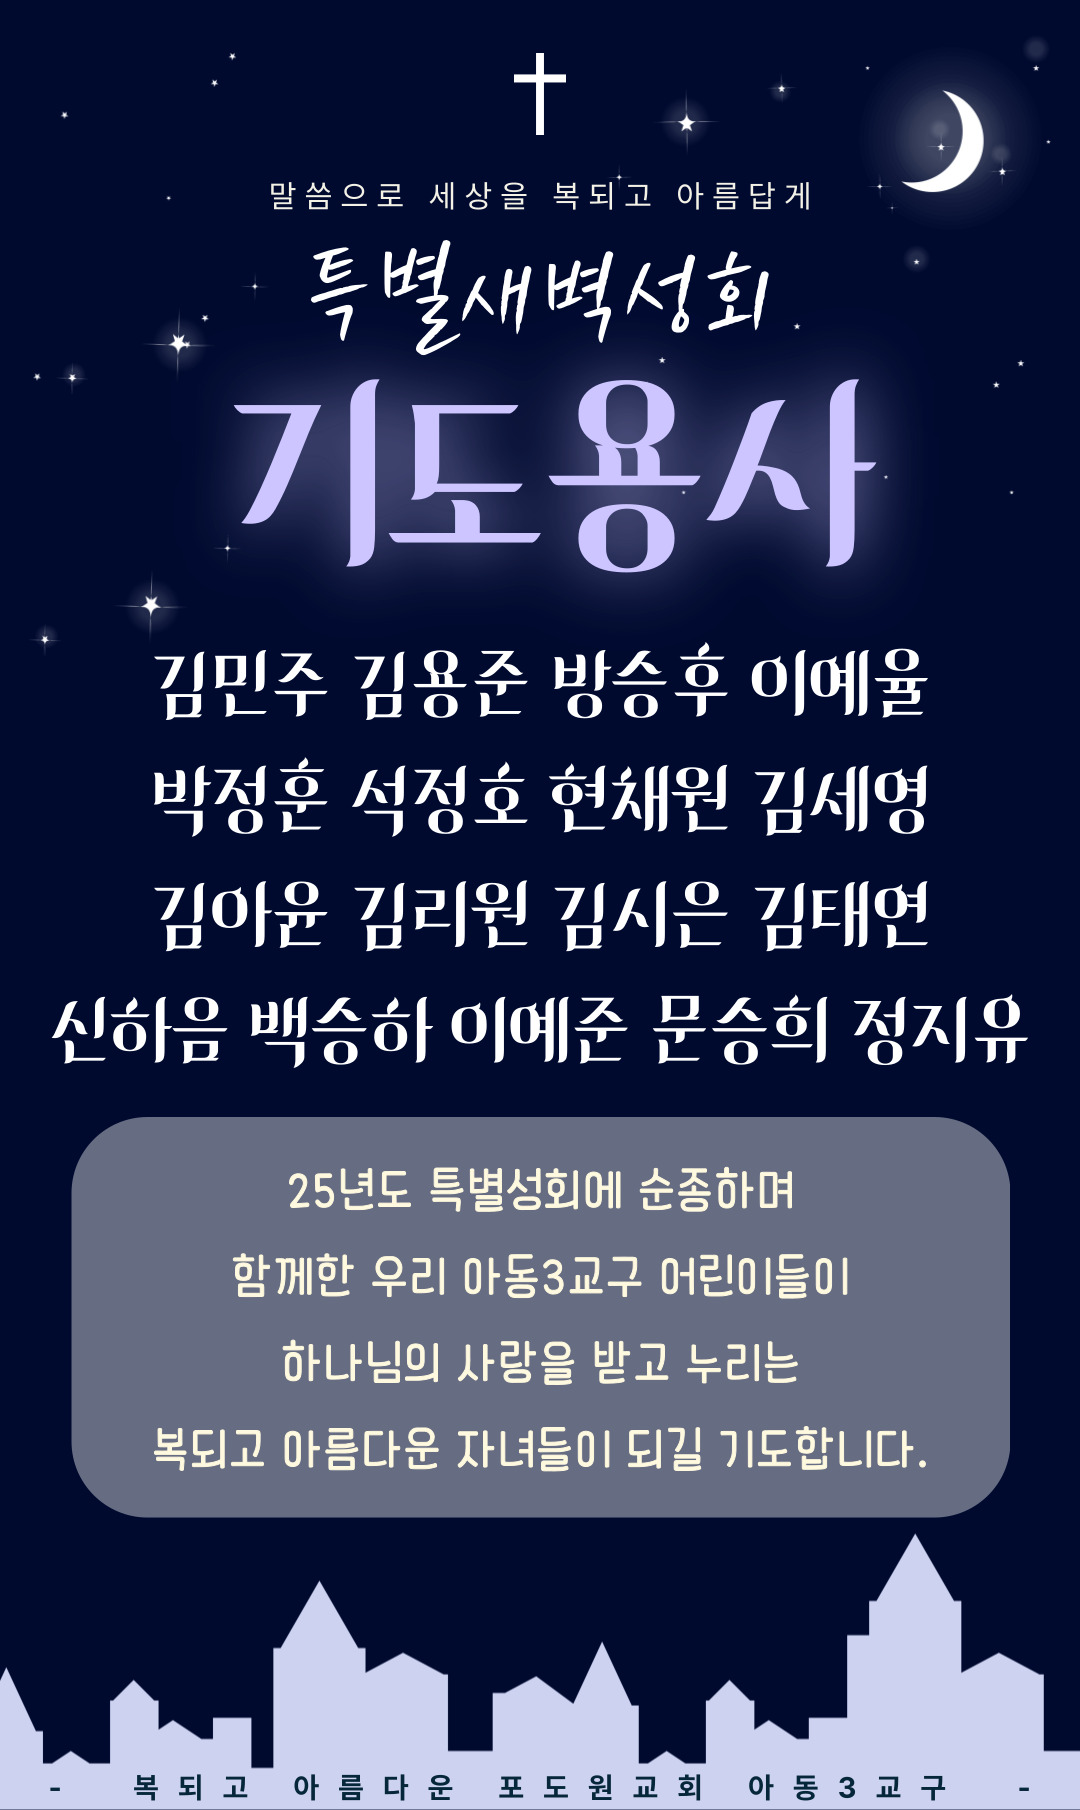 말씀으로 세상을 복되고 아름답게
특별새벽성회
기도용사
김민주 김용준 방승후 이예율
박정훈 석정호 현채원 김세영
김아윤 김리원 김시은 김태연
신하음 백승하 이예준 문승희 정지유
25년도 특별성회에 순종하며
함께한 우리 아동3교구 어린이들이
하나님의 사랑을 받고 누리는
복되고 아름다운 자녀들이 되길 기도합니다.
- 복되고 아름다운 포도원교회 아동3교구 -